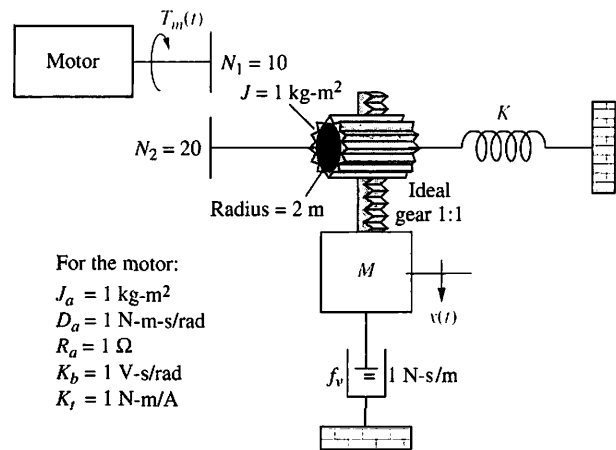 T_m(t)
Motor
N_1 = 10
J = 1 kg-m^2
K
N_2 = 20
Radius = 2 m
Ideal
gear 1:1
For the motor:
J_a = 1 kg-m^2
D_a = 1 N-m-s/rad
R_a = 1 Ω
K_b = 1 V-s/rad
K_t = 1 N-m/A
M
x(t)
f_v = 1 N-s/m